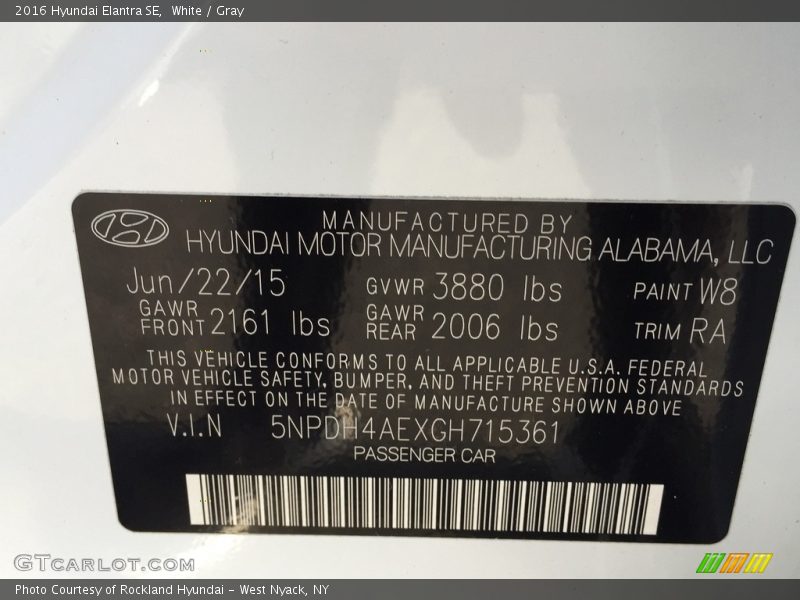 2016 Hyundai Elantra SE, White / Gray
MANUFACTURED BY
HYUNDAI MOTOR MANUFACTURING ALABAMA, LLC
Jun/22/15 GVWR 3880 lbs PAINT W8
GAWR FRONT 2161 lbs GAWR REAR 2006 lbs TRIM RA
THIS VEHICLE CONFORMS TO ALL APPLICABLE U.S.A. FEDERAL
MOTOR VEHICLE SAFETY, BUMPER, AND THEFT PREVENTION STANDARDS
IN EFFECT ON THE DATE OF MANUFACTURE SHOWN ABOVE
V.I.N 5NPDH4AEXGH715361
PASSENGER CAR
GTCARLOT.COM
Photo Courtesy of Rockland Hyundai - West Nyack, NY